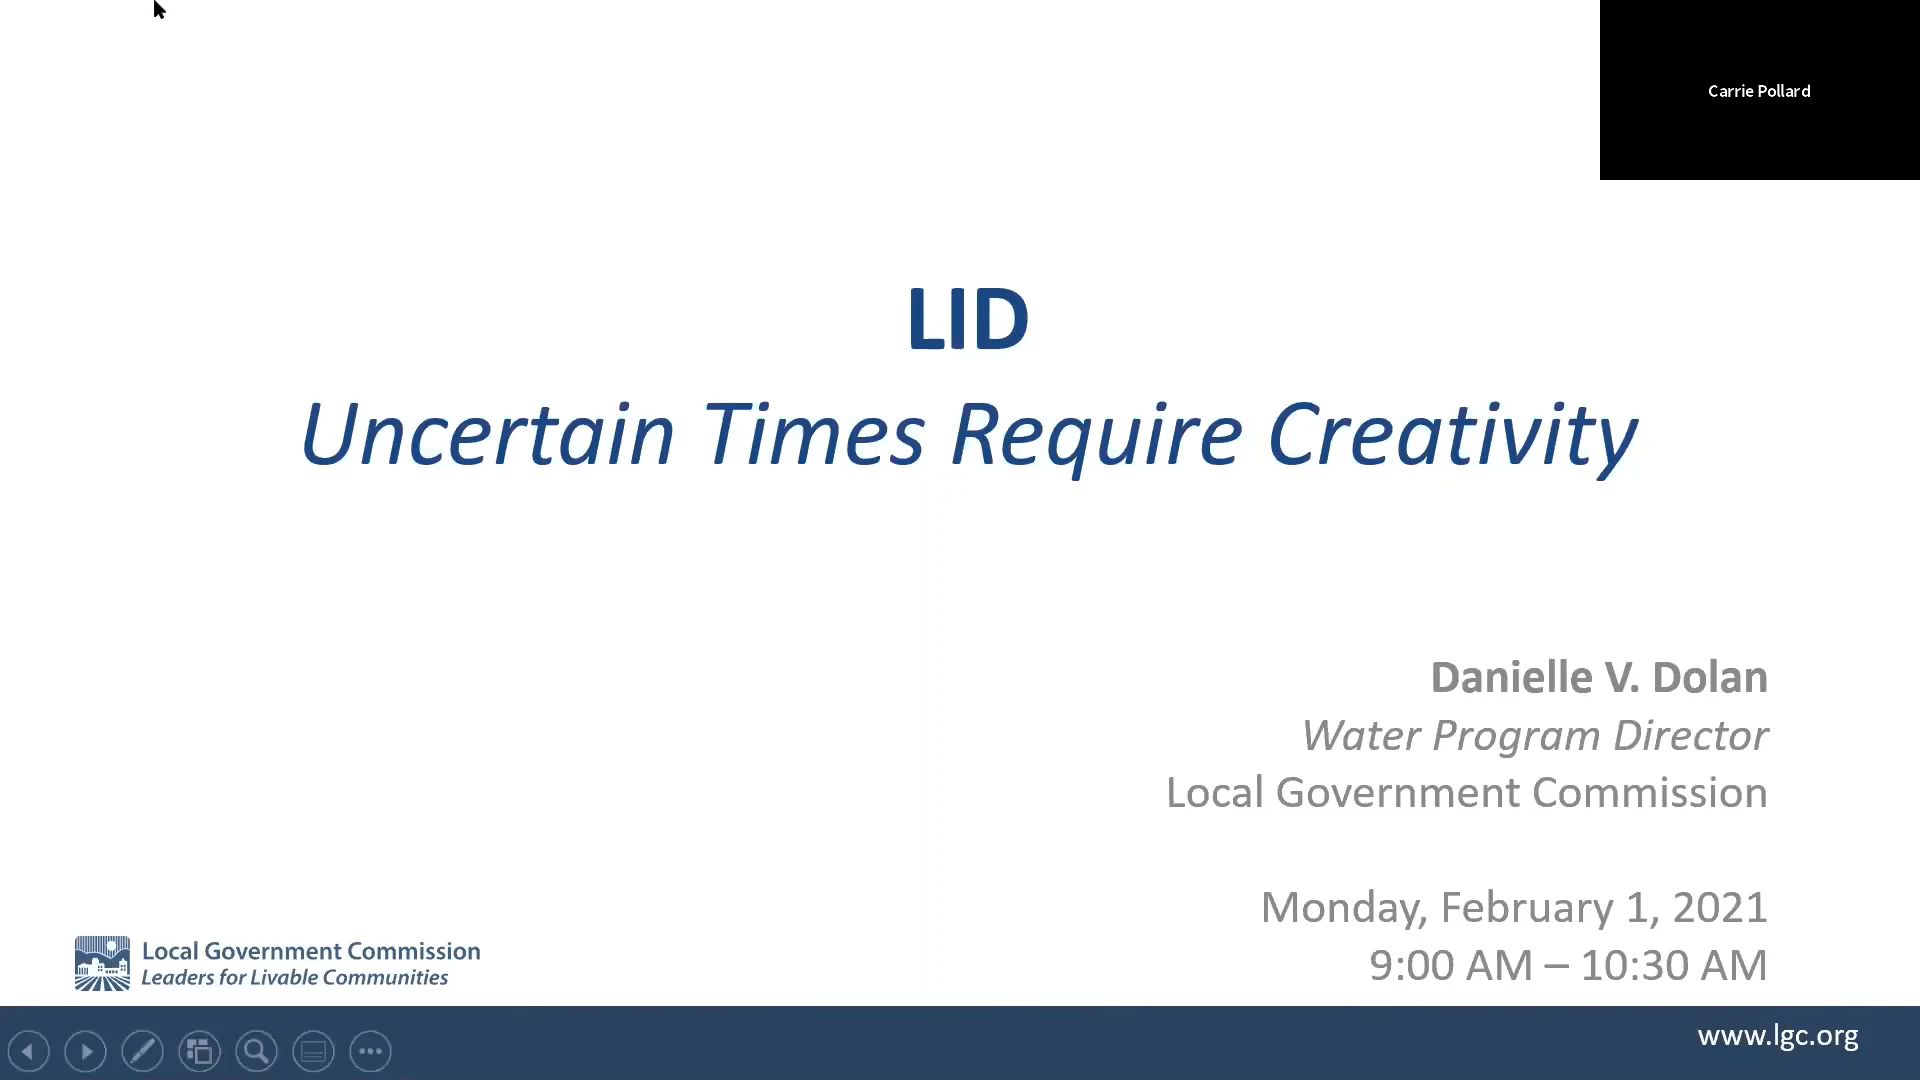 Carrie Pollard
LID
Uncertain Times Require Creativity
Danielle V. Dolan
Water Program Director
Local Government Commission
Monday, February 1, 2021
9:00 AM – 10:30 AM
Local Government Commission
Leaders for Livable Communities
www.lgc.org